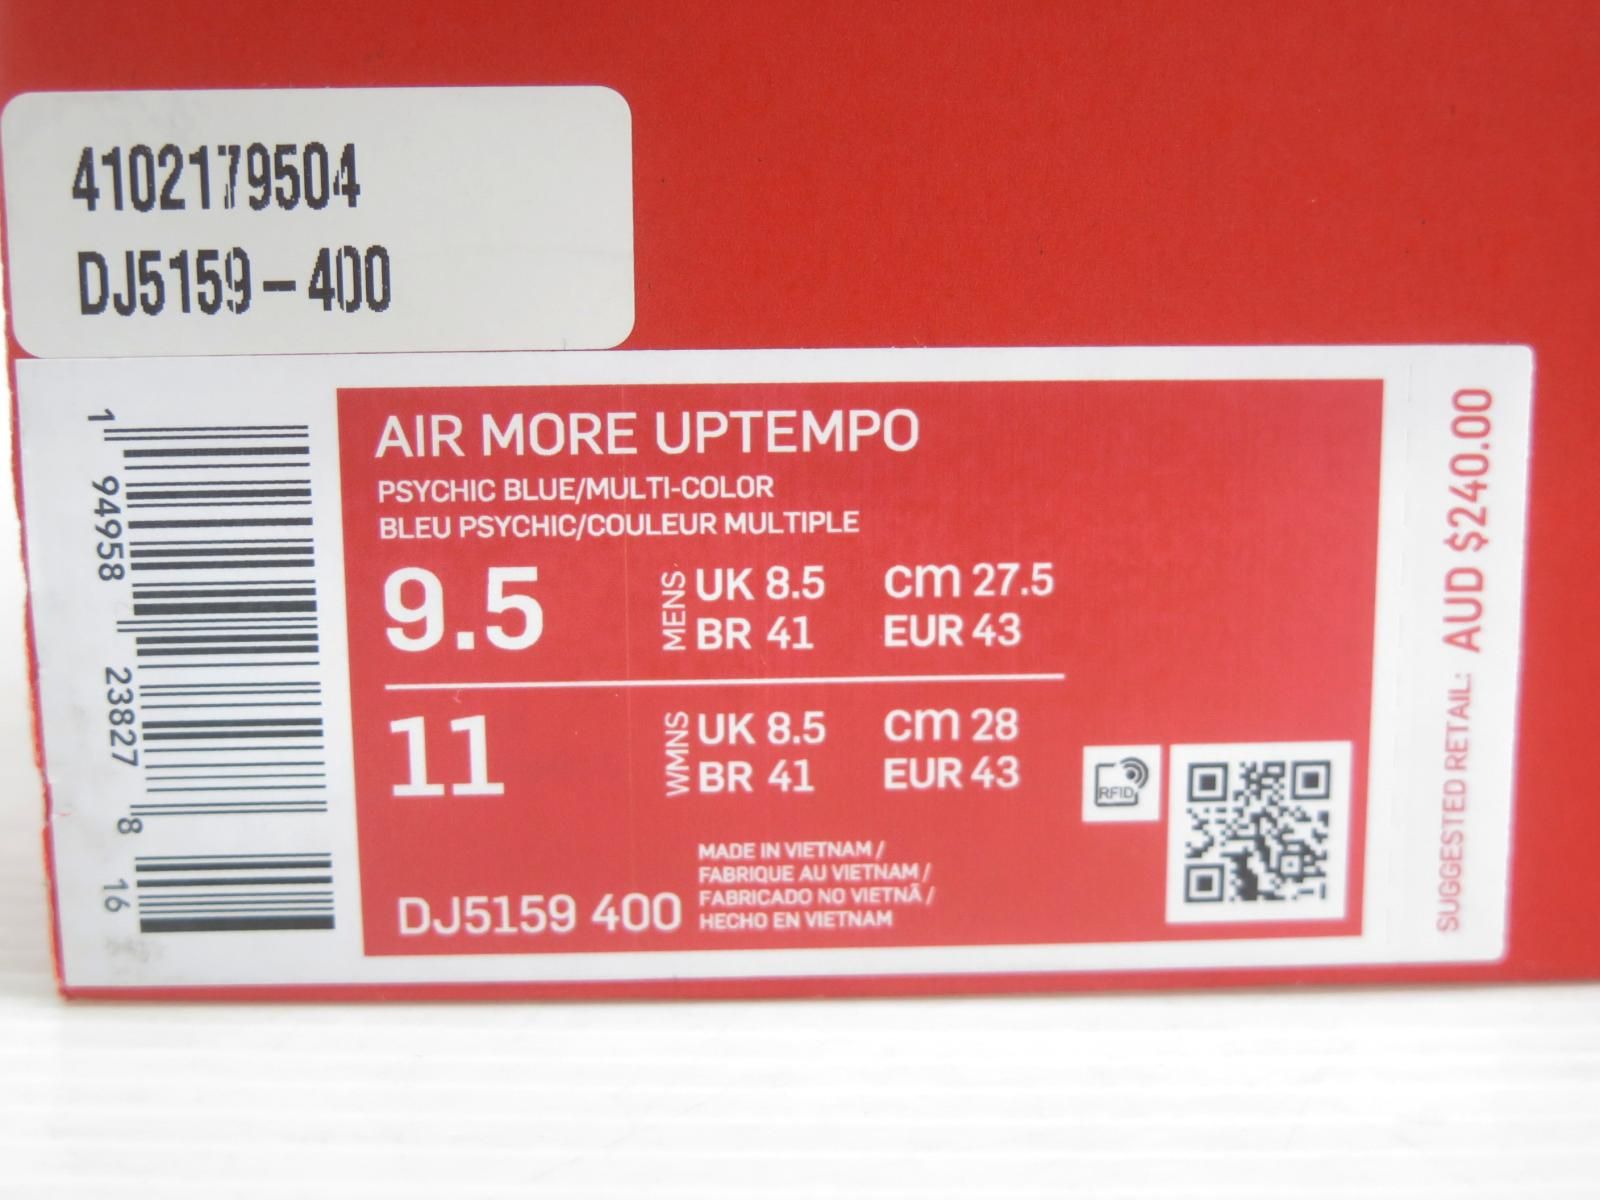 4102179504
DJ5159-400
1 94958 23827 8 16
AIR MORE UPTEMPO
PSYCHIC BLUE/MULTI-COLOR
BLEU PSYCHIC/COULEUR MULTIPLE
9.5 MENS UK 8.5 cm 27.5
BR 41 EUR 43
11 WMNS UK 8.5 cm 28
BR 41 EUR 43
DJ5159 400
MADE IN VIETNAM /
FABRIQUE AU VIETNAM /
FABRICADO NO VIETNÃ /
HECHO EN VIETNAM
RFID
SUGGESTED RETAIL: AUD $240.00